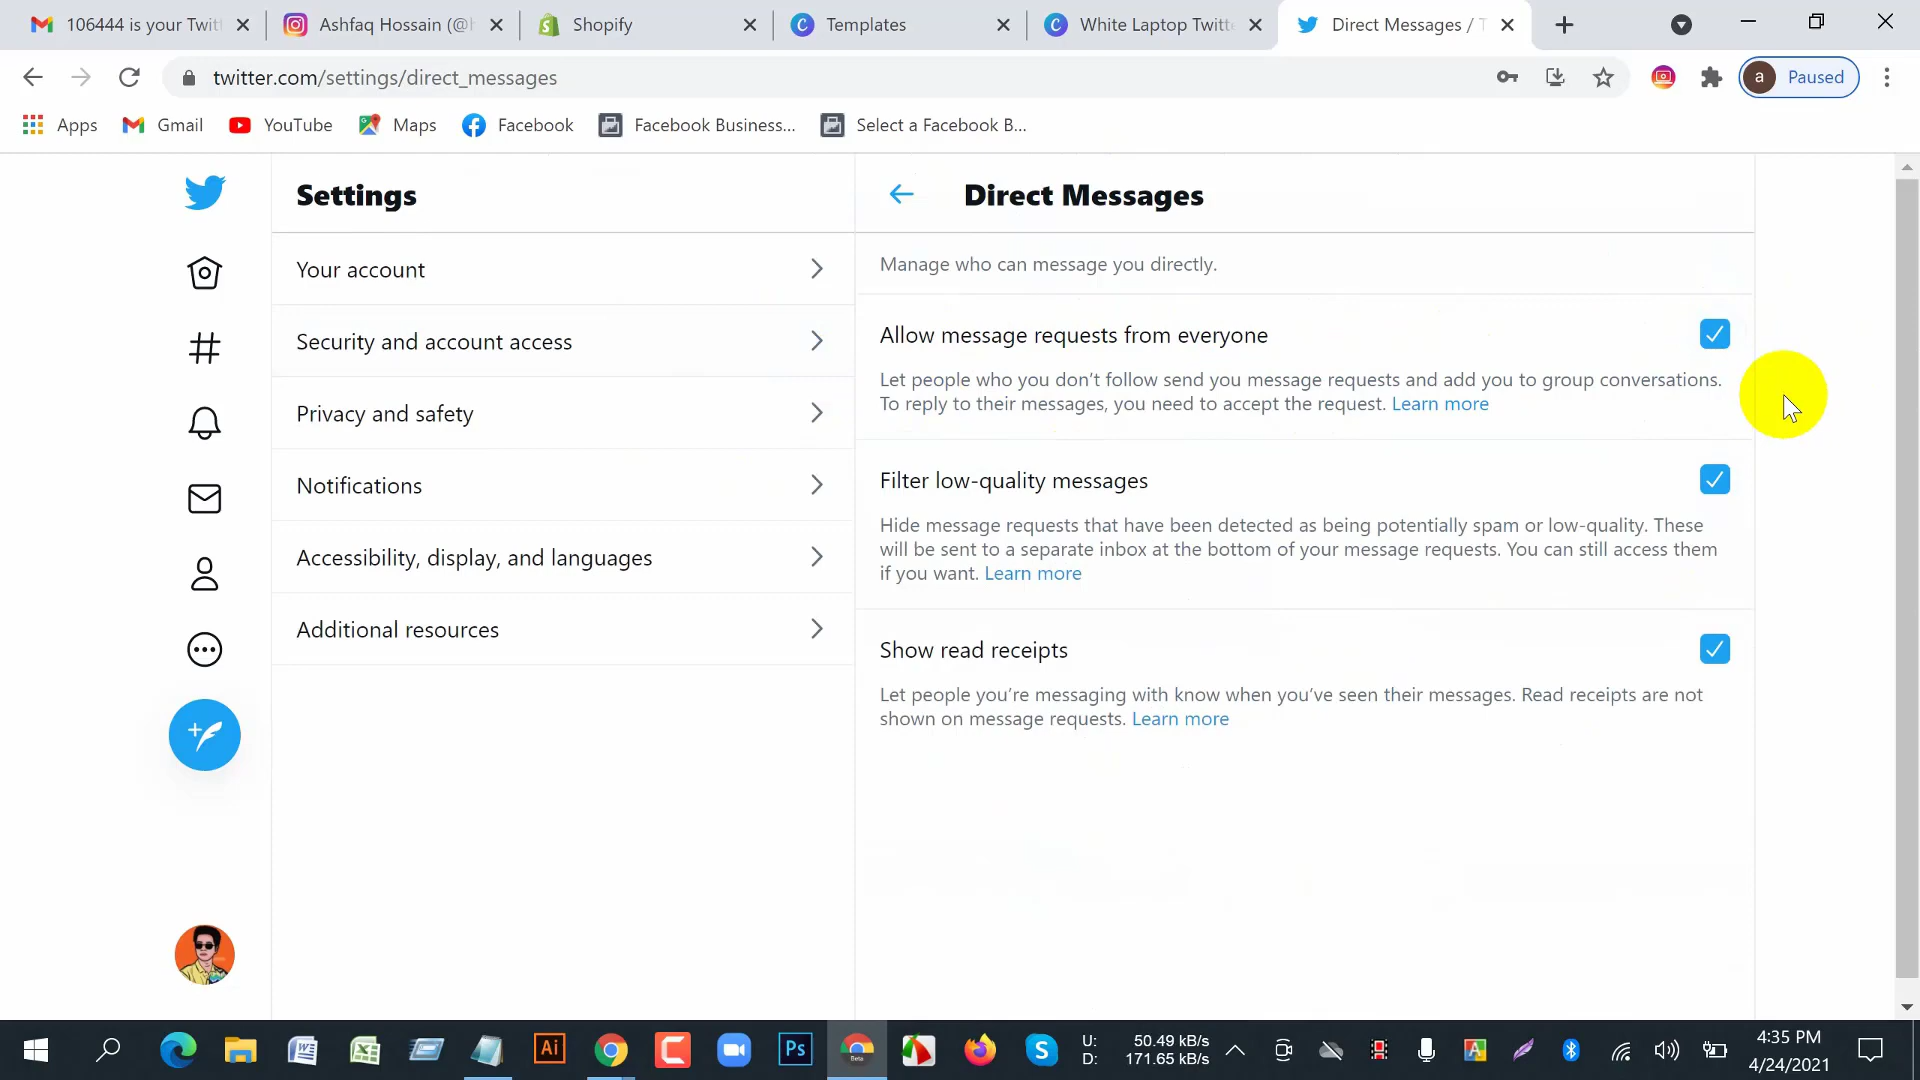 106444 is your Twit
Ashfaq Hossain (@h
Shopify
Templates
White Laptop Twitt
Direct Messages / T
twitter.com/settings/direct_messages
a
Paused
Apps
Gmail
YouTube
Maps
Facebook
Facebook Business...
Select a Facebook B...
Settings
Your account
Security and account access
Privacy and safety
Notifications
Accessibility, display, and languages
Additional resources
Direct Messages
Manage who can message you directly.
Allow message requests from everyone
Let people who you don’t follow send you message requests and add you to group conversations.
To reply to their messages, you need to accept the request. Learn more
Filter low-quality messages
Hide message requests that have been detected as being potentially spam or low-quality. These
will be sent to a separate inbox at the bottom of your message requests. You can still access them
if you want. Learn more
Show read receipts
Let people you’re messaging with know when you’ve seen their messages. Read receipts are not
shown on message requests. Learn more
Ai
Ps
Beta
U: 50.49 kB/s
D: 171.65 kB/s
4:35 PM
4/24/2021